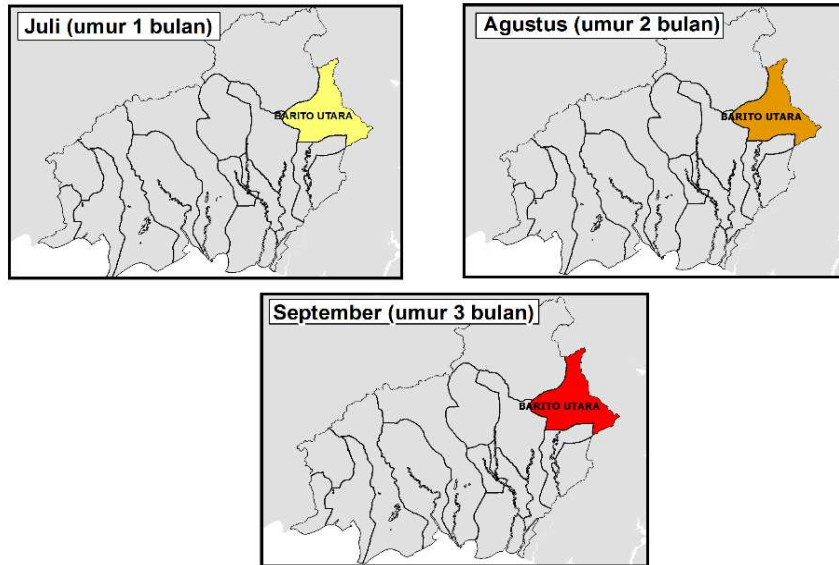 Juli (umur 1 bulan)
BARITO UTARA
Agustus (umur 2 bulan)
BARITO UTARA
September (umur 3 bulan)
BARITO UTARA